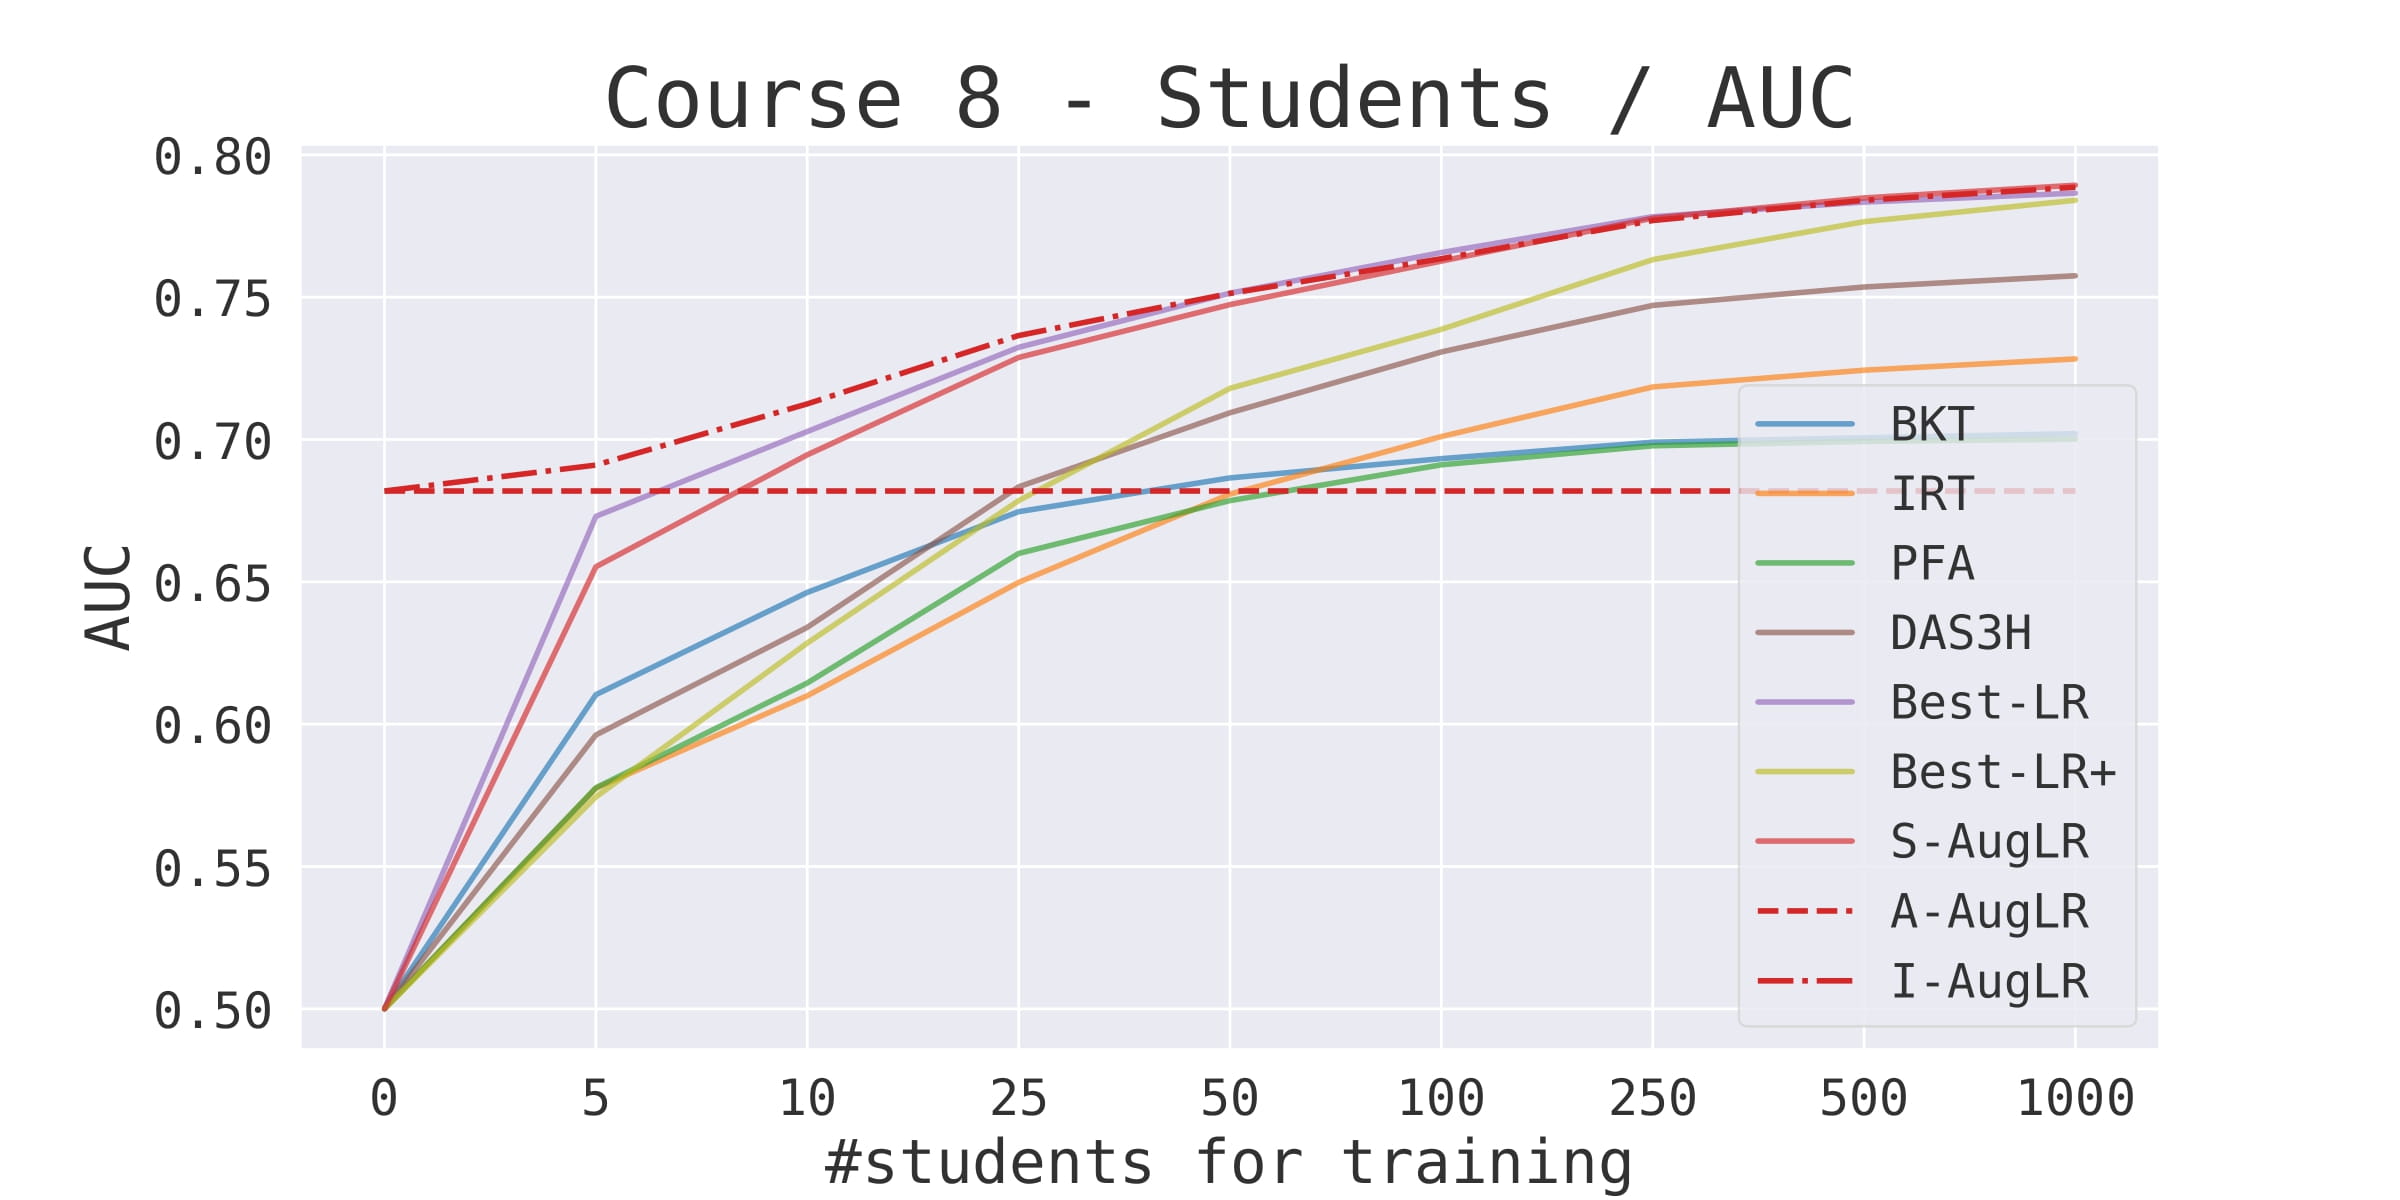 Course 8 - Students / AUC
0.80
0.75
0.70
0.65
0.60
0.55
0.50
AUC
BKT
IRT
PFA
DAS3H
Best-LR
Best-LR+
S-AugLR
A-AugLR
I-AugLR
0 5 10 25 50 100 250 500 1000
#students for training